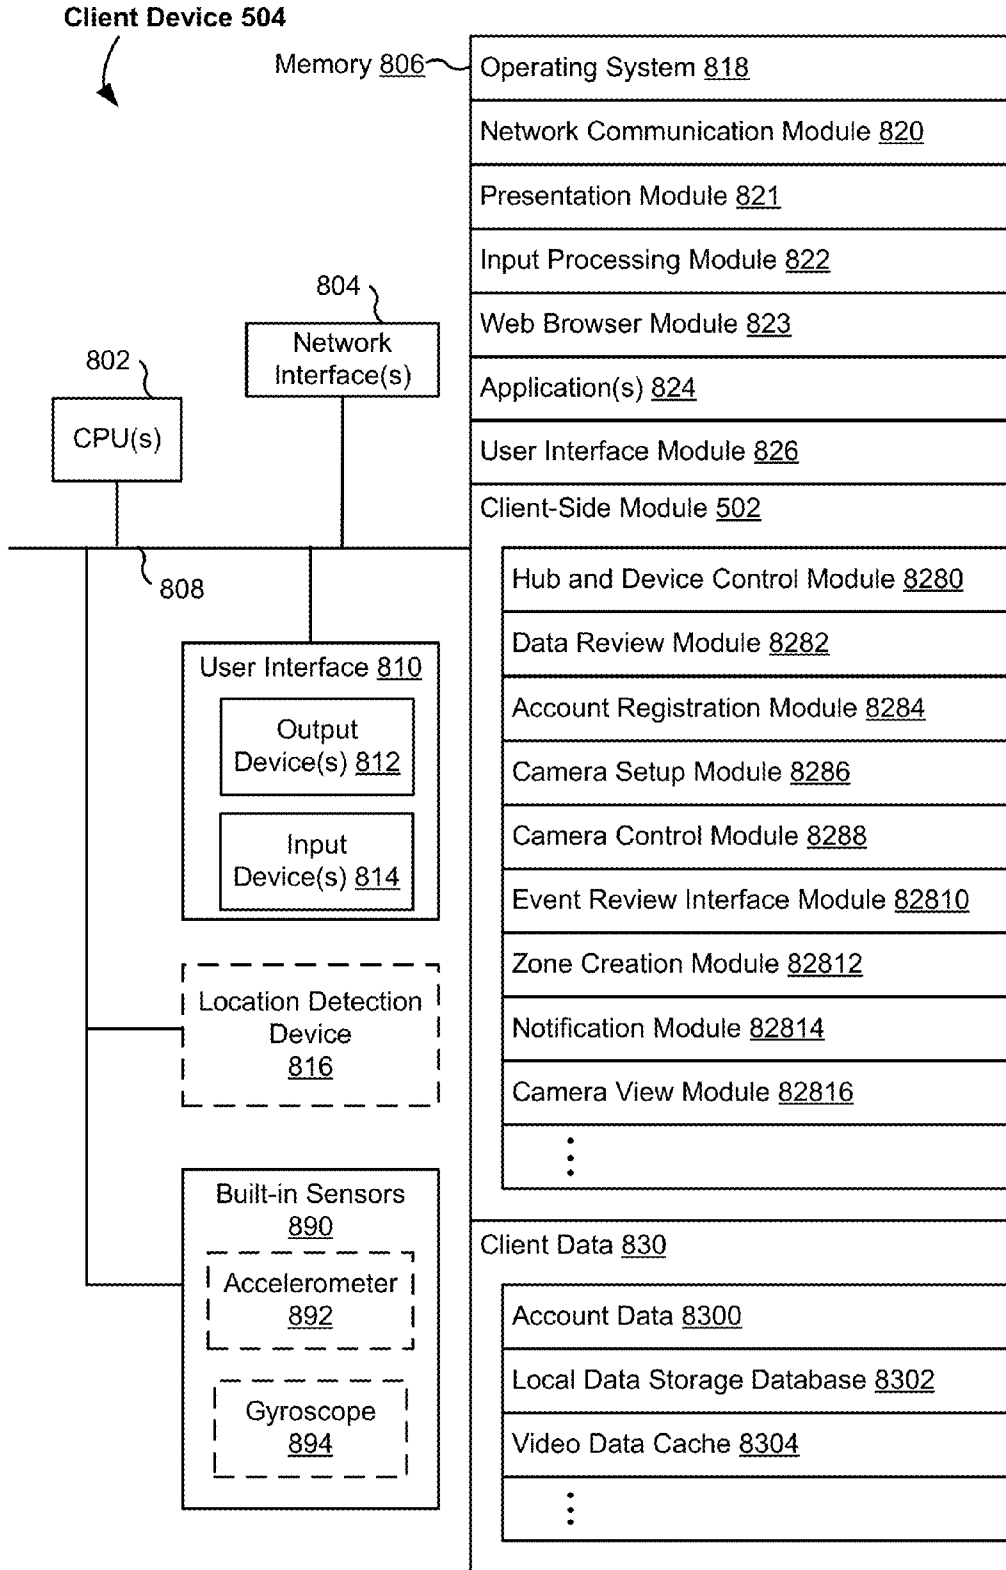 Client Device 504
Memory 806
Operating System 818
Network Communication Module 820
Presentation Module 821
Input Processing Module 822
Web Browser Module 823
Application(s) 824
User Interface Module 826
Client-Side Module 502
Hub and Device Control Module 8280
Data Review Module 8282
Account Registration Module 8284
Camera Setup Module 8286
Camera Control Module 8288
Event Review Interface Module 82810
Zone Creation Module 82812
Notification Module 82814
Camera View Module 82816
Client Data 830
Account Data 8300
Local Data Storage Database 8302
Video Data Cache 8304
804
Network
Interface(s)
802
CPU(s)
808
User Interface 810
Output
Device(s) 812
Input
Device(s) 814
Location Detection
Device
816
Built-in Sensors
890
Accelerometer
892
Gyroscope
894